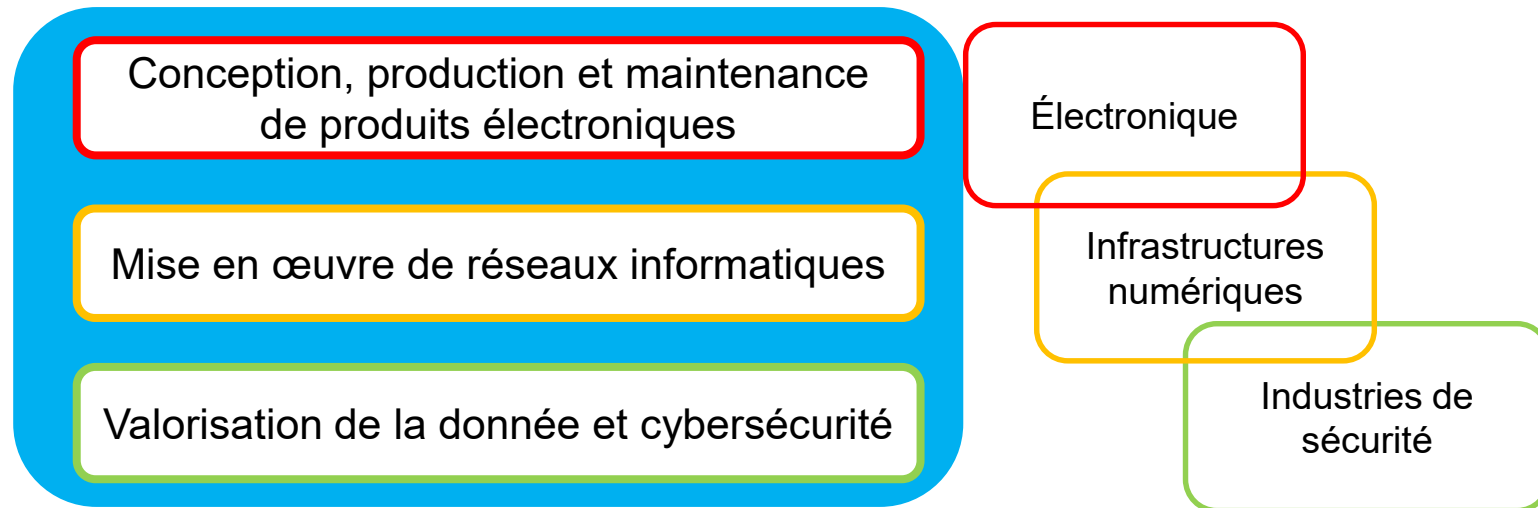 Conception, production et maintenance
de produits électroniques
Électronique
Mise en œuvre de réseaux informatiques
Infrastructures
numériques
Valorisation de la donnée et cybersécurité
Industries de
sécurité